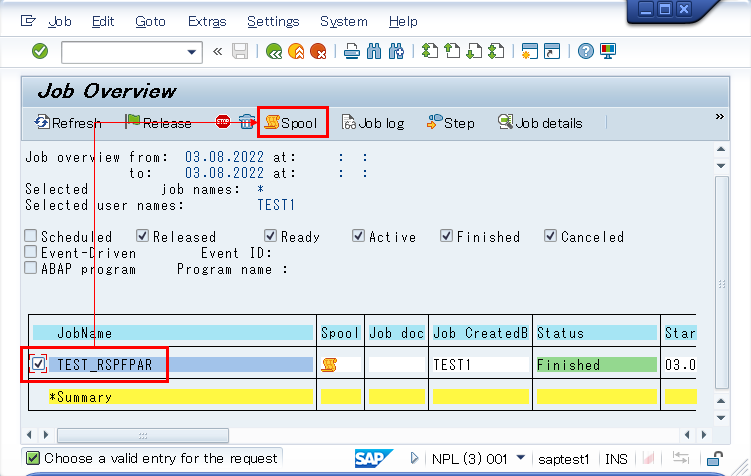 Job Edit Goto Extras Settings System Help
«
Job Overview
Refresh Release STOP Spool Job log Step Job details »
Job overview from: 03.08.2022 at: : :
to: 03.08.2022 at: : :
Selected job names: *
Selected user names: TEST1
Scheduled Released Ready Active Finished Canceled
Event-Driven Event ID:
ABAP program Program name :
JobName Spool Job doc Job CreatedB Status Star
TEST_RSPFPAR TEST1 Finished 03.0
*Summary
Choose a valid entry for the request SAP NPL (3) 001 saptest1 INS